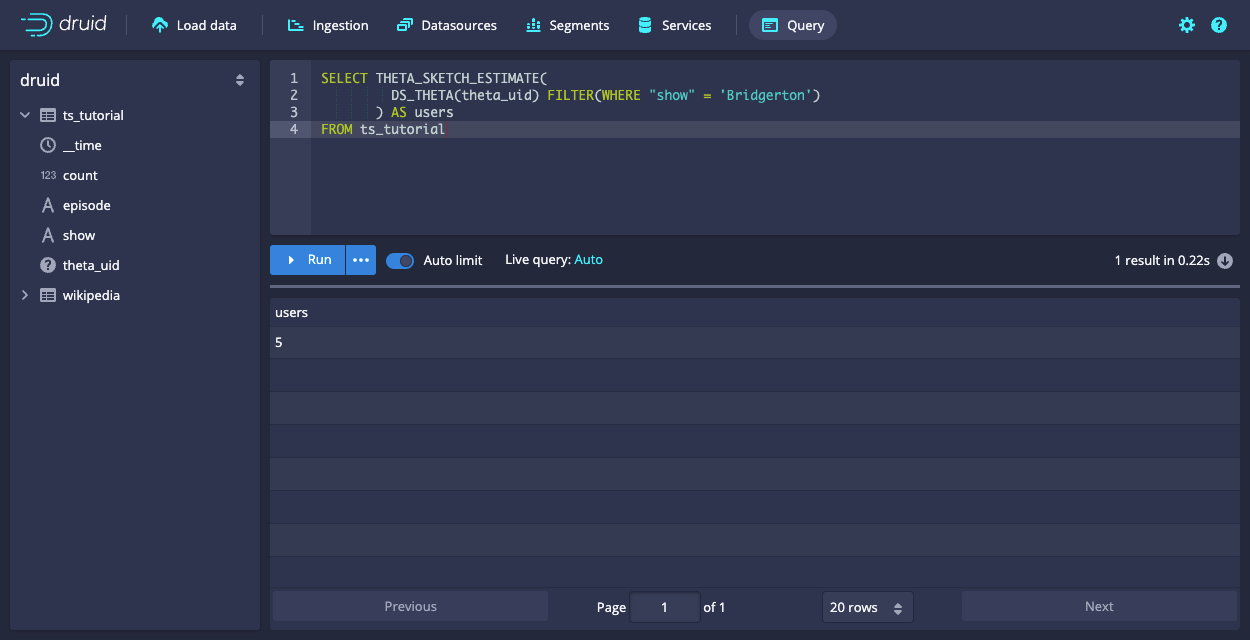 druid
Load data
Ingestion
Datasources
Segments
Services
Query
druid
ts_tutorial
__time
123 count
episode
show
theta_uid
wikipedia
1 SELECT THETA_SKETCH_ESTIMATE(
2 DS_THETA(theta_uid) FILTER(WHERE "show" = 'Bridgerton')
3 ) AS users
4 FROM ts_tutorial
Run
Auto limit
Live query: Auto
1 result in 0.22s
users
5
Previous
Page 1 of 1
20 rows
Next